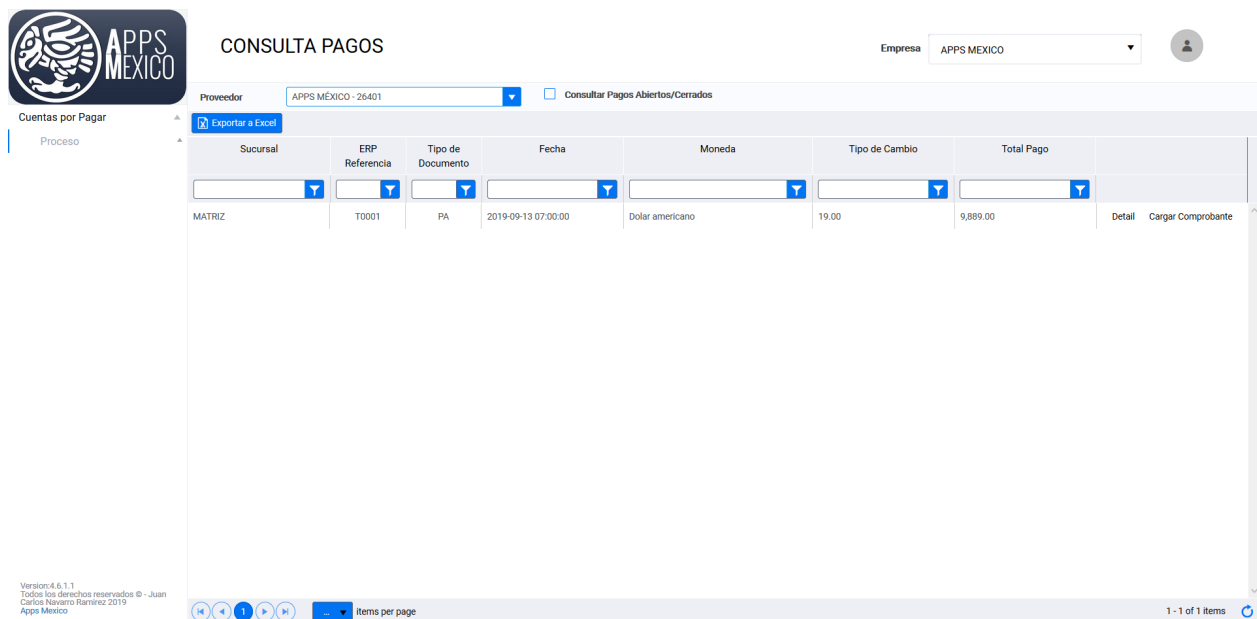 APPS
MEXICO
CONSULTA PAGOS
Empresa
APPS MEXICO
Proveedor
APPS MÉXICO - 26401
Consultar Pagos Abiertos/Cerrados
Cuentas por Pagar
Proceso
Exportar a Excel
Sucursal
ERP
Referencia
Tipo de
Documento
Fecha
Moneda
Tipo de Cambio
Total Pago
MATRIZ
T0001
PA
2019-09-13 07:00:00
Dolar americano
19.00
9,889.00
Detail
Cargar Comprobante
Version:4.6.1.1
Todos los derechos reservados © - Juan
Carlos Navarro Ramirez 2019
Apps Mexico
1
...
items per page
1 - 1 of 1 items